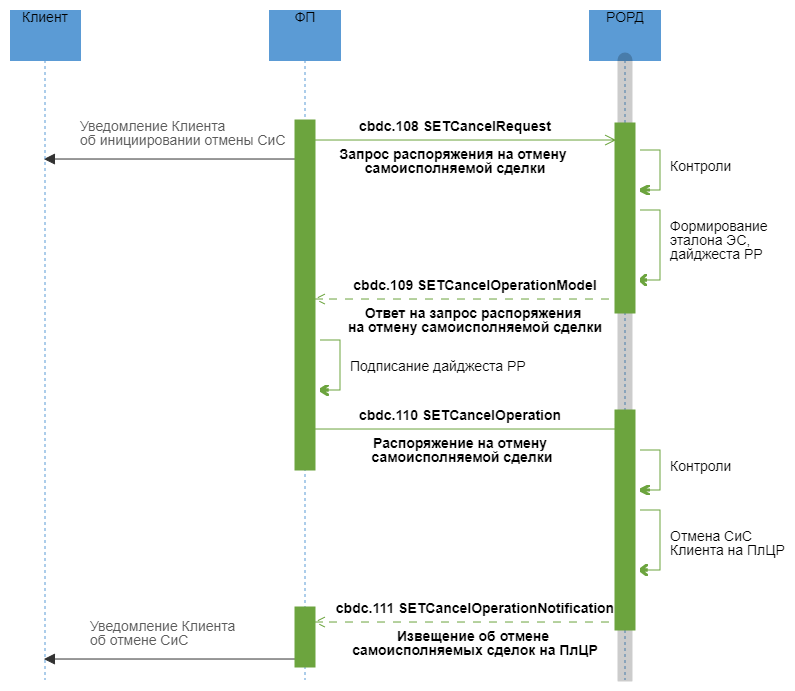 Клиент
ФП
РОРД
cbdc.108 SETCancelRequest
Уведомление Клиента
об инициировании отмены СиС
Запрос распоряжения на отмену
самоисполняемой сделки
Контроли
Формирование
эталона ЭС,
дайджеста РР
cbdc.109 SETCancelOperationModel
Ответ на запрос распоряжения
на отмену самоисполняемой сделки
Подписание дайджеста РР
cbdc.110 SETCancelOperation
Распоряжение на отмену
самоисполняемой сделки
Контроли
Отмена СиС
Клиента на ПлЦР
cbdc.111 SETCancelOperationNotification
Уведомление Клиента
об отмене СиС
Извещение об отмене
самоисполняемых сделок на ПлЦР